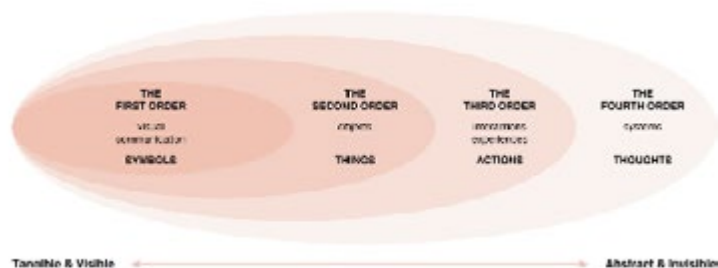 THE
FIRST ORDER
visual
communication
SYMBOLS
THE
SECOND ORDER
objects
THINGS
THE
THIRD ORDER
interactions
experiences
ACTIONS
THE
FOURTH ORDER
systems
THOUGHTS
Tangible & Visible
Abstract & Invisible